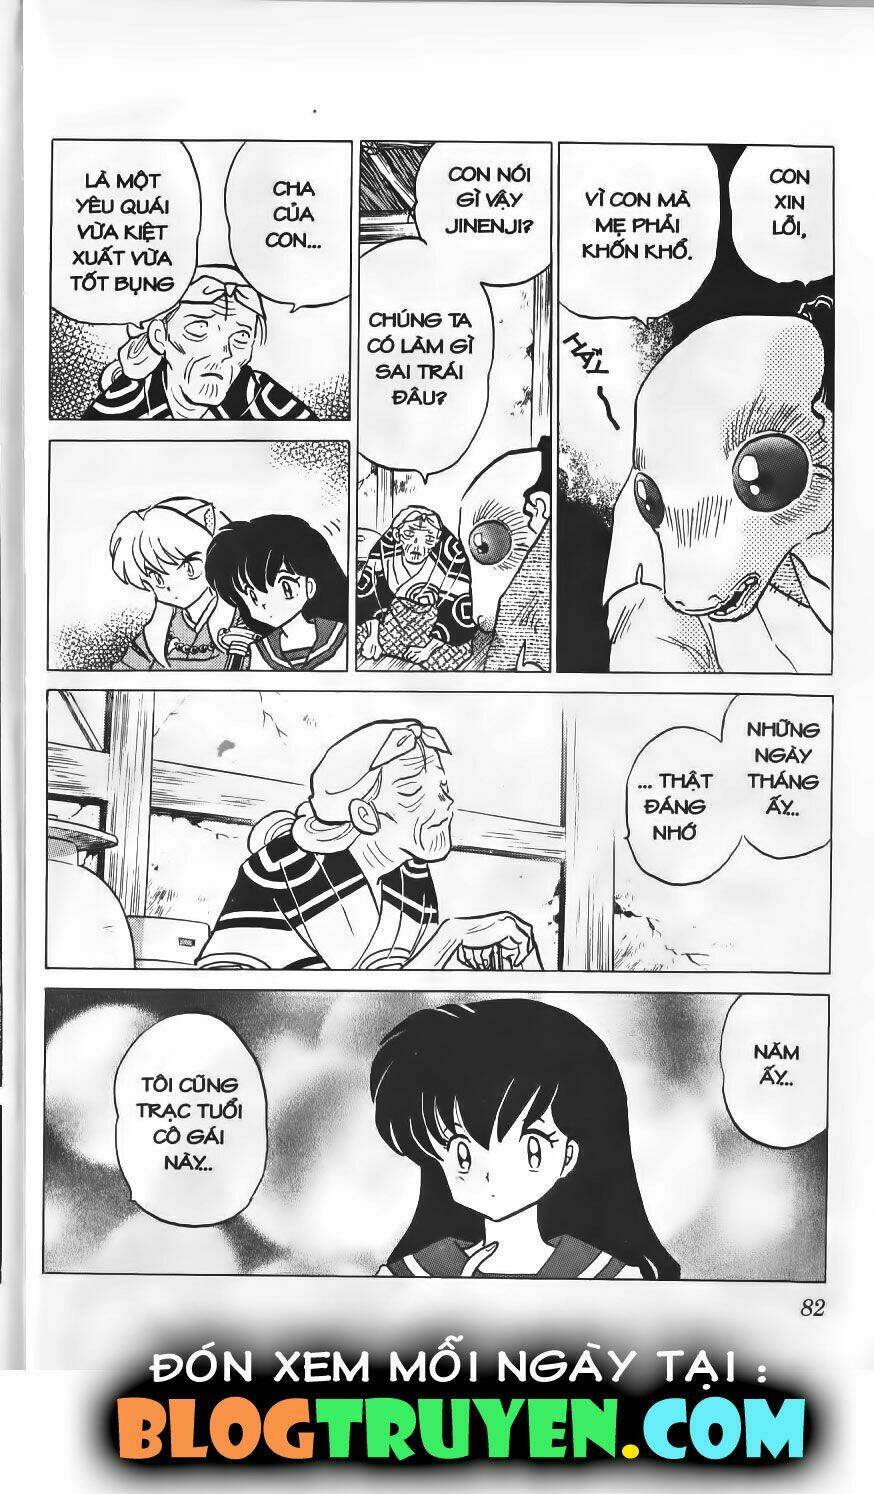 CON
XIN
LỖI,
VÌ CON MÀ
MẸ PHẢI
KHỐN KHỔ.
HẤY
CON NÓI
GÌ VẬY
JINENJI?
CHÚNG TA
CÓ LÀM GÌ
SAI TRÁI
ĐÂU?
CHA
CỦA
CON...
LÀ MỘT
YÊU QUÁI
VỪA KIỆT
XUẤT VỪA
TỐT BỤNG
NHỮNG
NGÀY
THÁNG
ẤY...
... THẬT
ĐÁNG
NHỚ
NĂM
ẤY...
TÔI CŨNG
TRẠC TUỔI
CÔ GÁI
NÀY...
82
ĐÓN XEM MỖI NGÀY TẠI :
BLOGTRUYEN.COM